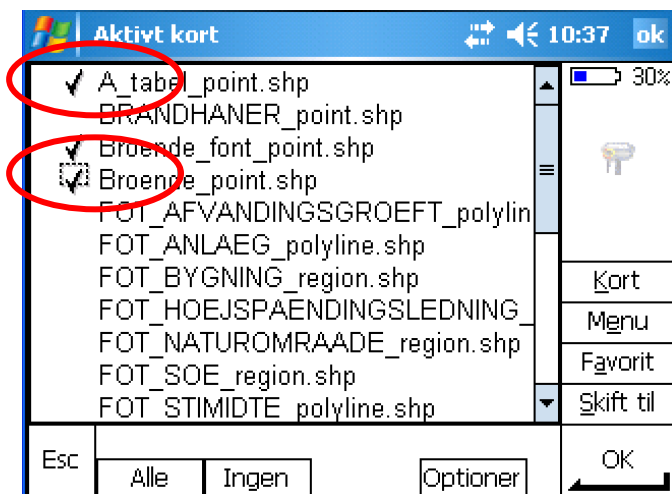 Aktivt kort 10:37 ok
A_tabel_point.shp
30%
BRANDHANER_point.shp
Broende_font_point.shp
Broende_point.shp
FOT_AFVANDINGSGROEFT_polylin
FOT_ANLAEG_polyline.shp
FOT_BYGNING_region.shp
FOT_HOEJSPAENDINGSLEDNING_
FOT_NATUROMRAADE_region.shp
FOT_SOE_region.shp
FOT_STIMIDTE_polyline.shp
Kort
Menu
Favorit
Skift til
Esc
Alle
Ingen
Optioner
OK